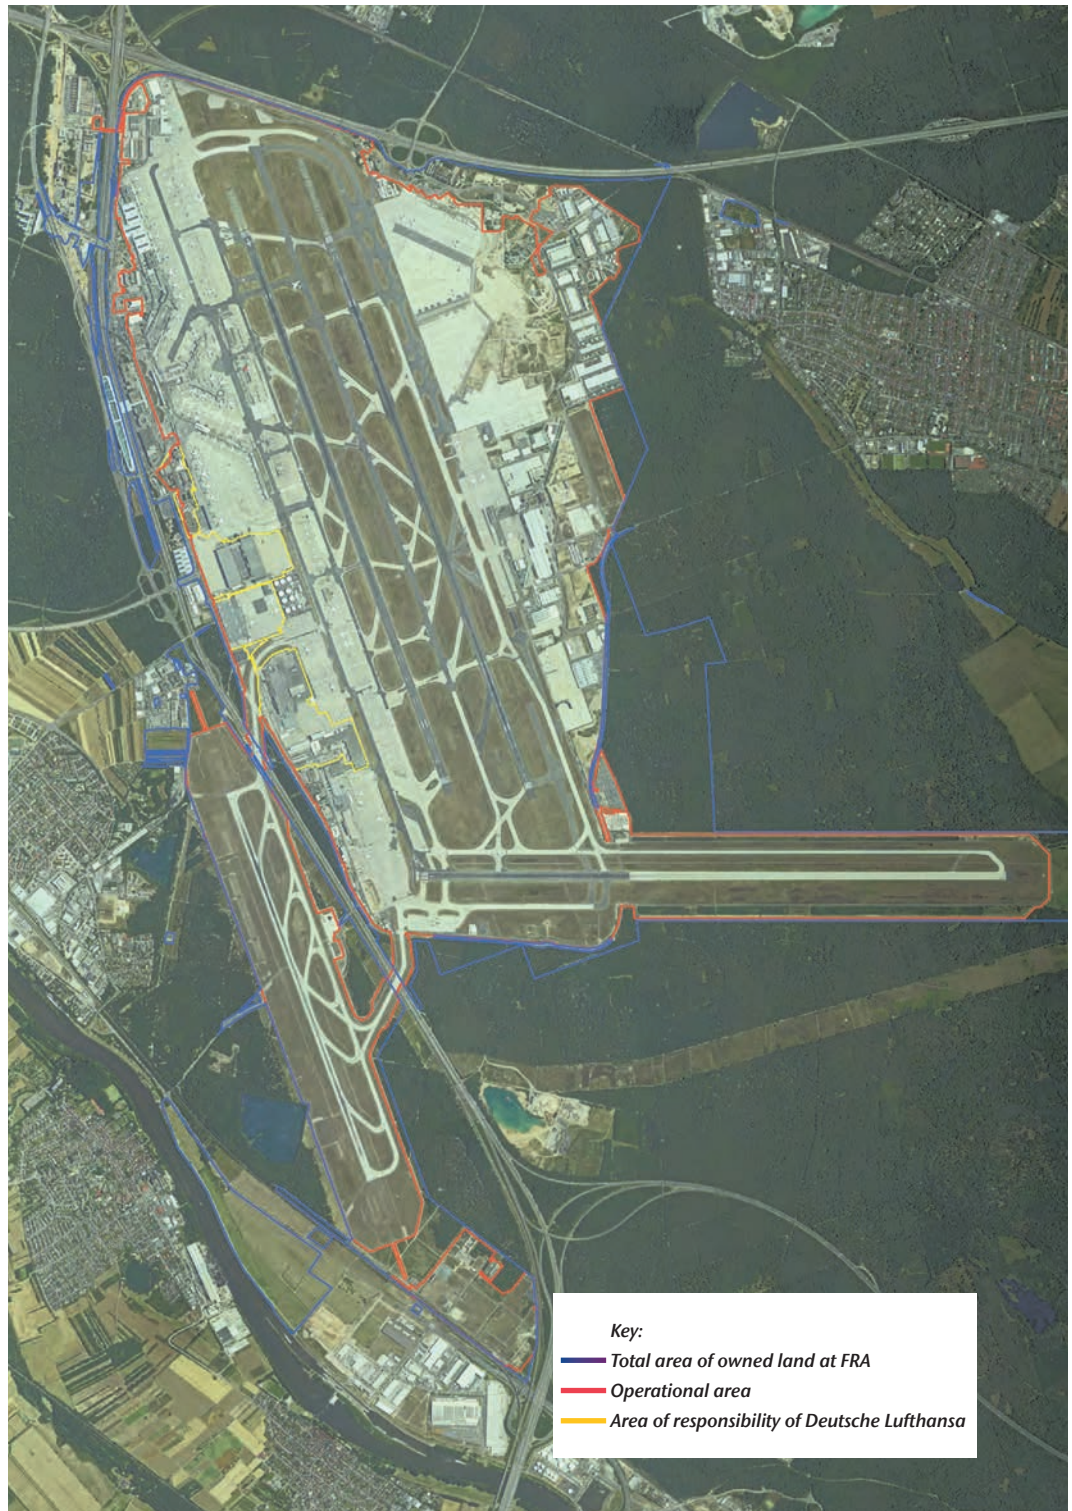 Key:
Total area of owned land at FRA
Operational area
Area of responsibility of Deutsche Lufthansa